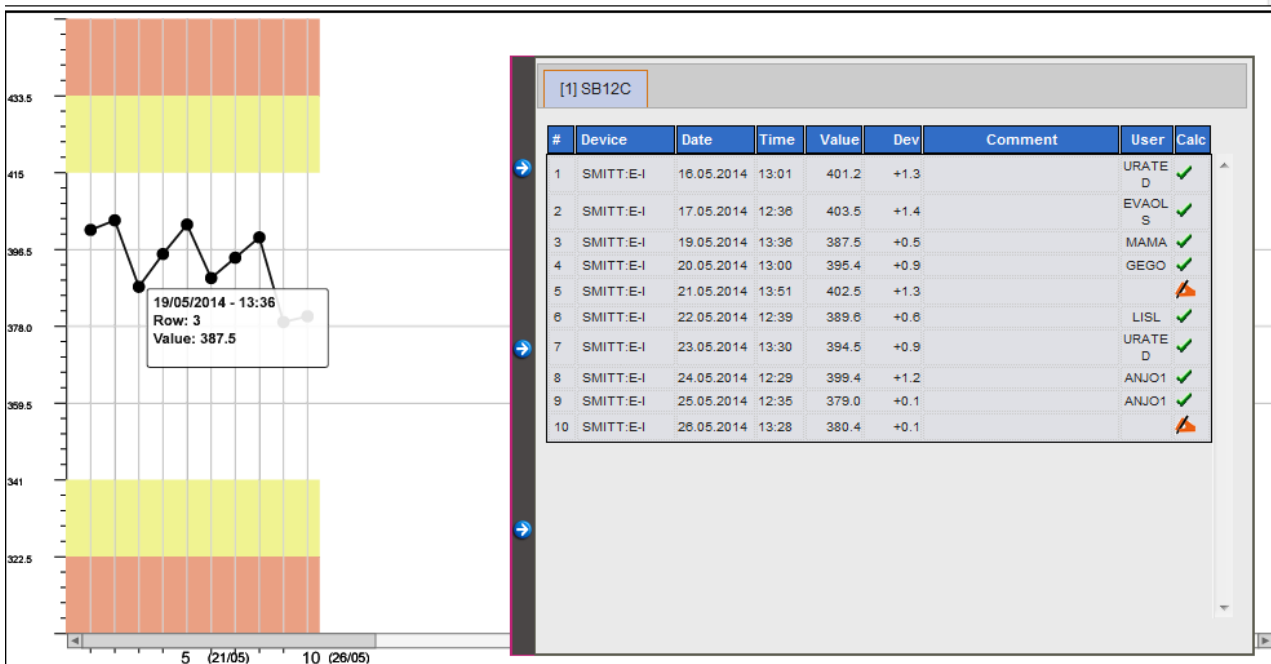 433.5
415
396.5
378.0
359.5
341
322.5
5 (21/05) 10 (26/05)
19/05/2014 - 13:36
Row: 3
Value: 387.5
[1] SB12C
# Device Date Time Value Dev Comment User Calc
1 SMITT:E-I 16.05.2014 13:01 401.2 +1.3 URATE
D
2 SMITT:E-I 17.05.2014 12:36 403.5 +1.4 EVAOL
S
3 SMITT:E-I 19.05.2014 13:36 387.5 +0.5 MAMA
4 SMITT:E-I 20.05.2014 13:00 395.4 +0.9 GEGO
5 SMITT:E-I 21.05.2014 13:51 402.5 +1.3
6 SMITT:E-I 22.05.2014 12:39 389.6 +0.6 LISL
7 SMITT:E-I 23.05.2014 13:30 394.5 +0.9 URATE
D
8 SMITT:E-I 24.05.2014 12:29 399.4 +1.2 ANJO1
9 SMITT:E-I 25.05.2014 12:35 379.0 +0.1 ANJO1
10 SMITT:E-I 26.05.2014 13:28 380.4 +0.1